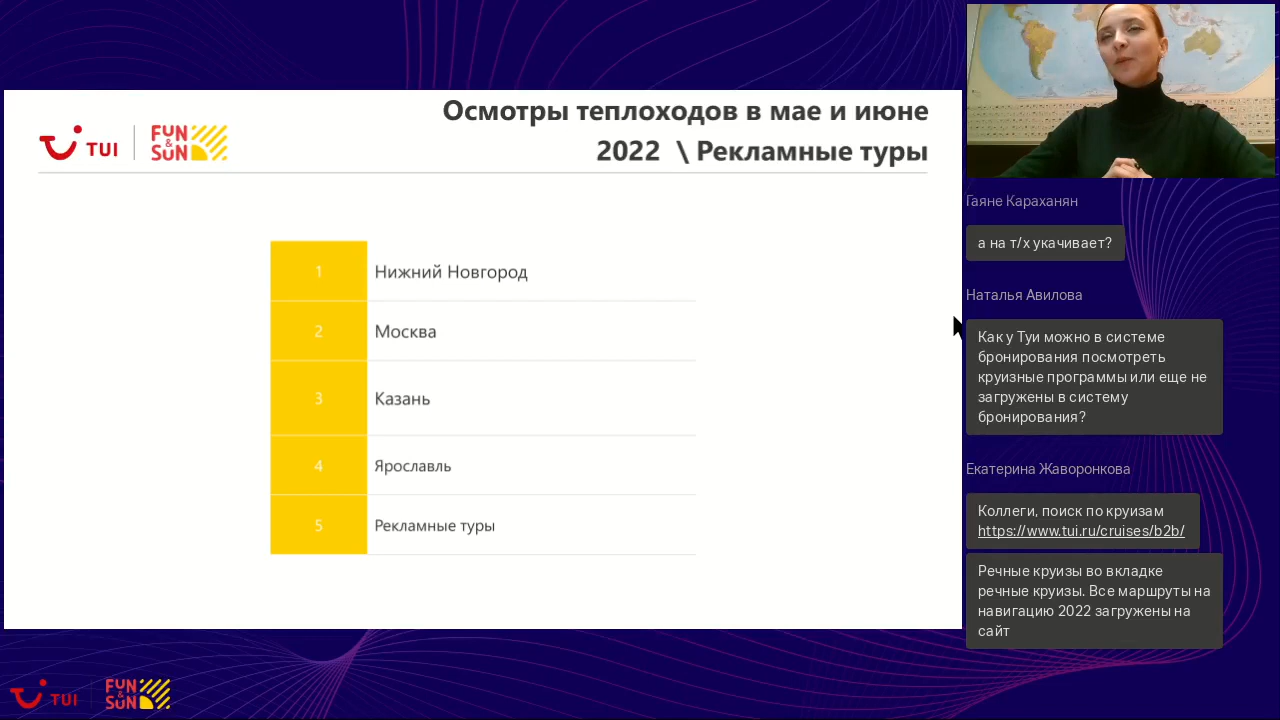 Осмотры теплоходов в мае и июне
2022 \ Рекламные туры
TUI
FUN
&
SUN
1 Нижний Новгород
2 Москва
3 Казань
4 Ярославль
5 Рекламные туры
Гаяне Караханян
а на т/х укачивает?
Наталья Авилова
Как у Туи можно в системе
бронирования посмотреть
круизные программы или еще не
загружены в систему
бронирования?
Екатерина Жаворонкова
Коллеги, поиск по круизам
https://www.tui.ru/cruises/b2b/
Речные круизы во вкладке
речные круизы. Все маршруты на
навигацию 2022 загружены на
сайт
TUI
FUN
&
SUN